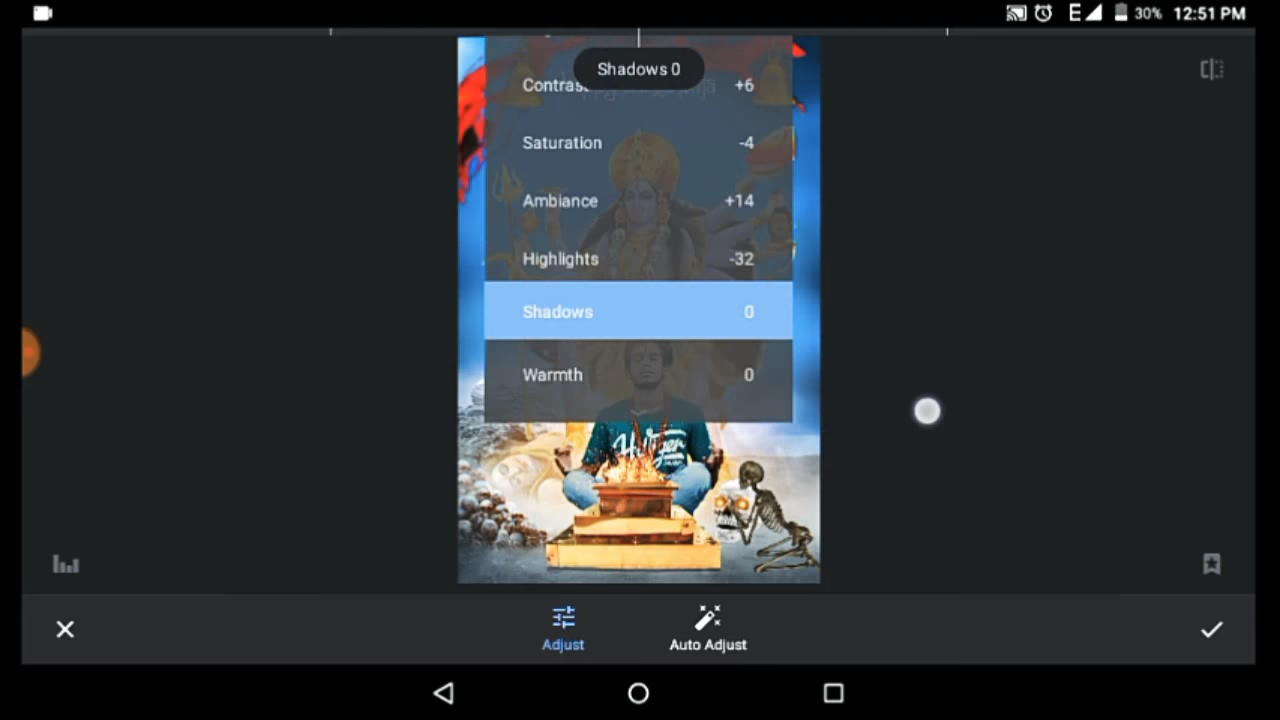 E 30% 12:51 PM
Shadows 0
Contras +6
Saturation -4
Ambiance +14
Highlights -32
Shadows 0
Warmth 0
Adjust
Auto Adjust